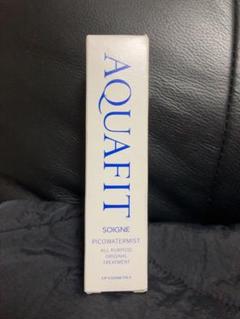 AQUAFIT
SOIGNE
PICOWATERMIST
ALL PURPOSE
ORIGINAL
TREATMENT